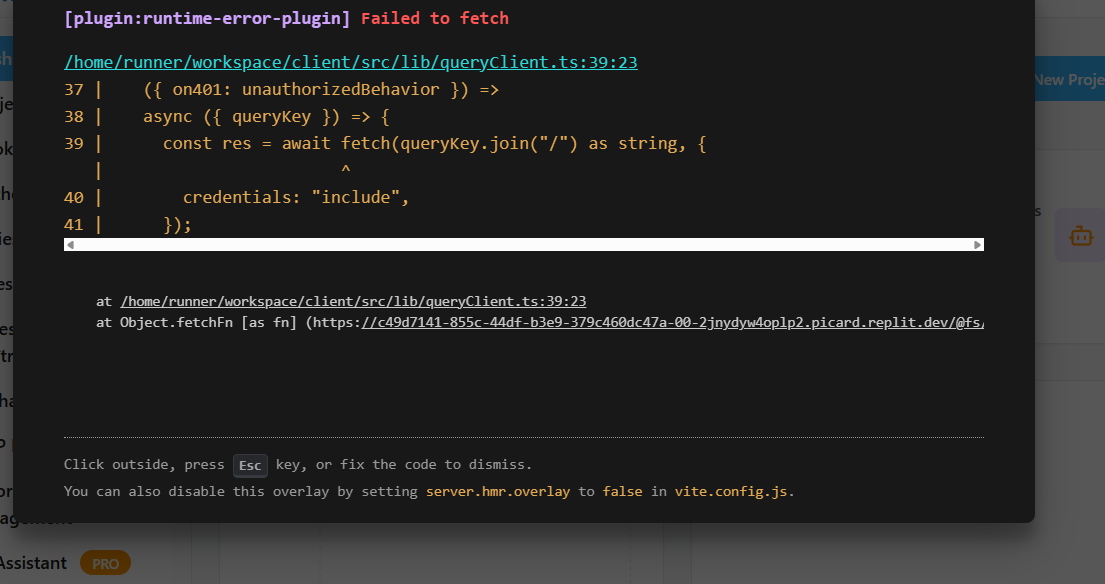 [plugin:runtime-error-plugin] Failed to fetch
/home/runner/workspace/client/src/lib/queryClient.ts:39:23
37 |    ({ on401: unauthorizedBehavior }) =>
38 |    async ({ queryKey }) => {
39 |      const res = await fetch(queryKey.join("/") as string, {
   |                        ^
40 |        credentials: "include",
41 |      });
at /home/runner/workspace/client/src/lib/queryClient.ts:39:23
at Object.fetchFn [as fn] (https://c49d7141-855c-44df-b3e9-379c460dc47a-00-2jnydyw4oplp2.picard.replit.dev/@fs/
Click outside, press Esc key, or fix the code to dismiss.
You can also disable this overlay by setting server.hmr.overlay to false in vite.config.js.
New Proje
Assistant PRO